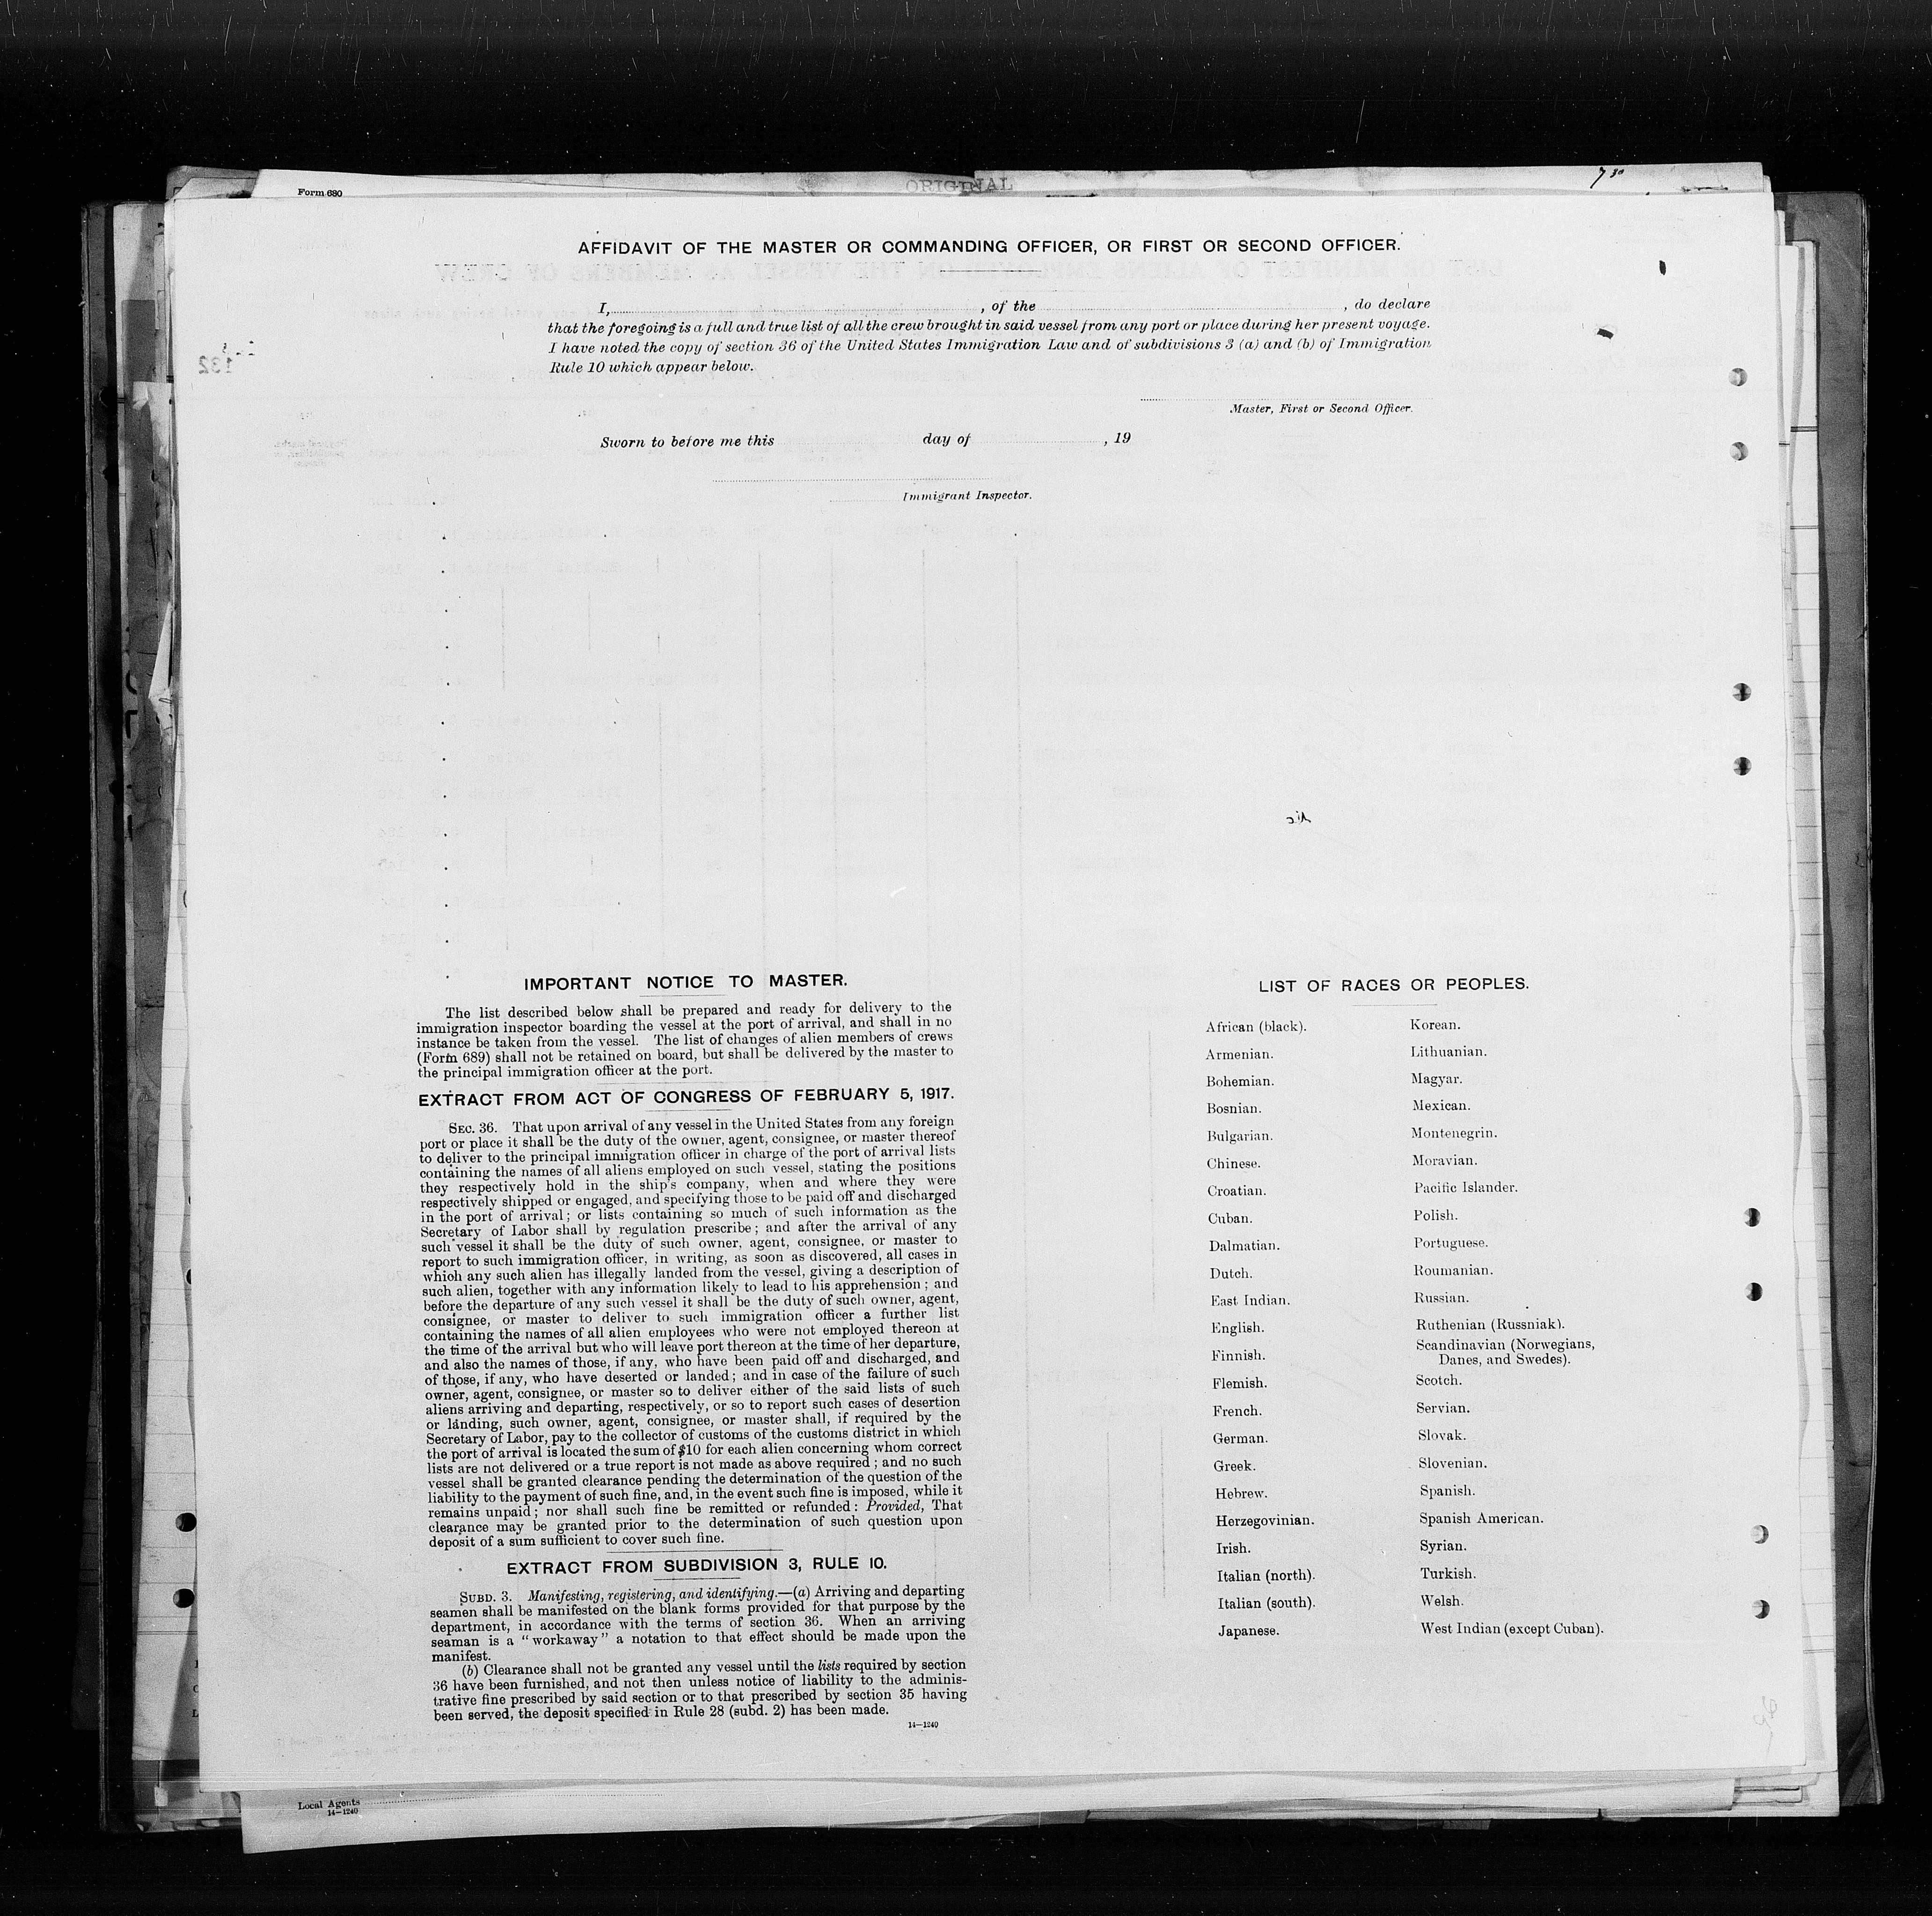 Form 680
ORIGINAL
7 30
AFFIDAVIT OF THE MASTER OR COMMANDING OFFICER, OR FIRST OR SECOND OFFICER.
I, , of the , do declare
that the foregoing is a full and true list of all the crew brought in said vessel from any port or place during her present voyage.
I have noted the copy of section 36 of the United States Immigration Law and of subdivisions 3 (a) and (b) of Immigration
Rule 10 which appear below.
Master, First or Second Officer.
Sworn to before me this day of , 19
Immigrant Inspector.
IMPORTANT NOTICE TO MASTER.
The list described below shall be prepared and ready for delivery to the
immigration inspector boarding the vessel at the port of arrival, and shall in no
instance be taken from the vessel. The list of changes of alien members of crews
(Form 689) shall not be retained on board, but shall be delivered by the master to
the principal immigration officer at the port.
EXTRACT FROM ACT OF CONGRESS OF FEBRUARY 5, 1917.
SEC. 36. That upon arrival of any vessel in the United States from any foreign
port or place it shall be the duty of the owner, agent, consignee, or master thereof
to deliver to the principal immigration officer in charge of the port of arrival lists
containing the names of all aliens employed on such vessel, stating the positions
they respectively hold in the ship's company, when and where they were
respectively shipped or engaged, and specifying those to be paid off and discharged
in the port of arrival; or lists containing so much of such information as the
Secretary of Labor shall by regulation prescribe; and after the arrival of any
such vessel it shall be the duty of such owner, agent, consignee, or master to
report to such immigration officer, in writing, as soon as discovered, all cases in
which any such alien has illegally landed from the vessel, giving a description of
such alien, together with any information likely to lead to his apprehension; and
before the departure of any such vessel it shall be the duty of such owner, agent,
consignee, or master to deliver to such immigration officer a further list
containing the names of all alien employees who were not employed thereon at
the time of the arrival but who will leave port thereon at the time of her departure,
and also the names of those, if any, who have been paid off and discharged, and
of those, if any, who have deserted or landed; and in case of the failure of such
owner, agent, consignee, or master so to deliver either of the said lists of such
aliens arriving and departing, respectively, or so to report such cases of desertion
or landing, such owner, agent, consignee, or master shall, if required by the
Secretary of Labor, pay to the collector of customs of the customs district in which
the port of arrival is located the sum of $10 for each alien concerning whom correct
lists are not delivered or a true report is not made as above required; and no such
vessel shall be granted clearance pending the determination of the question of the
liability to the payment of such fine, and, in the event such fine is imposed, while it
remains unpaid; nor shall such fine be remitted or refunded: Provided, That
clearance may be granted prior to the determination of such question upon
deposit of a sum sufficient to cover such fine.
EXTRACT FROM SUBDIVISION 3, RULE 10.
SUBD. 3. Manifesting, registering, and identifying.—(a) Arriving and departing
seamen shall be manifested on the blank forms provided for that purpose by the
department, in accordance with the terms of section 36. When an arriving
seaman is a "workaway" a notation to that effect should be made upon the
manifest.
(b) Clearance shall not be granted any vessel until the lists required by section
36 have been furnished, and not then unless notice of liability to the adminis-
trative fine prescribed by said section or to that prescribed by section 35 having
been served, the deposit specified in Rule 28 (subd. 2) has been made.
14—1240
LIST OF RACES OR PEOPLES.
African (black).
Armenian.
Bohemian.
Bosnian.
Bulgarian.
Chinese.
Croatian.
Cuban.
Dalmatian.
Dutch.
East Indian.
English.
Finnish.
Flemish.
French.
German.
Greek.
Hebrew.
Herzegovinian.
Irish.
Italian (north).
Italian (south).
Japanese.
Korean.
Lithuanian.
Magyar.
Mexican.
Montenegrin.
Moravian.
Pacific Islander.
Polish.
Portuguese.
Roumanian.
Russian.
Ruthenian (Russniak).
Scandinavian (Norwegians,
Danes, and Swedes).
Scotch.
Servian.
Slovak.
Slovenian.
Spanish.
Spanish American.
Syrian.
Turkish.
Welsh.
West Indian (except Cuban).
Local Agents
14—1240